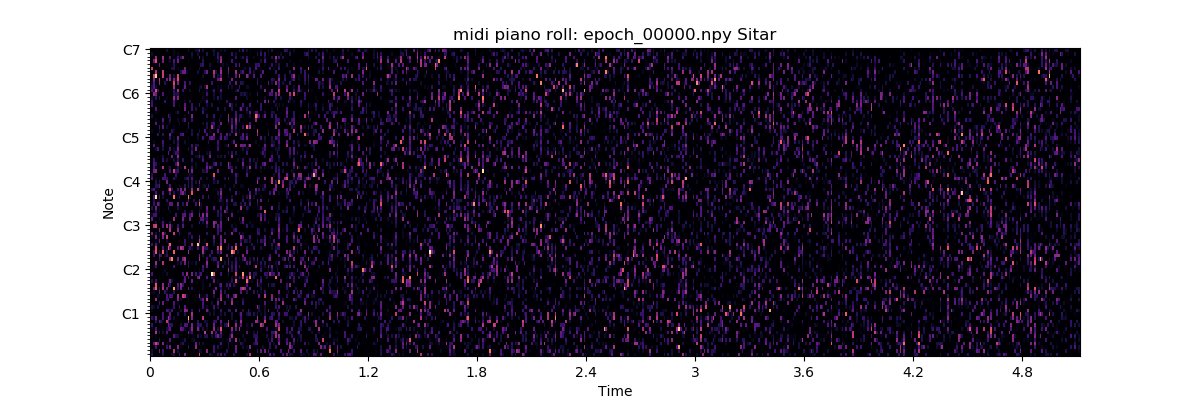 midi piano roll: epoch_00000.npy Sitar
C7
C6
C5
C4
C3
C2
C1
Note
0 0.6 1.2 1.8 2.4 3 3.6 4.2 4.8
Time